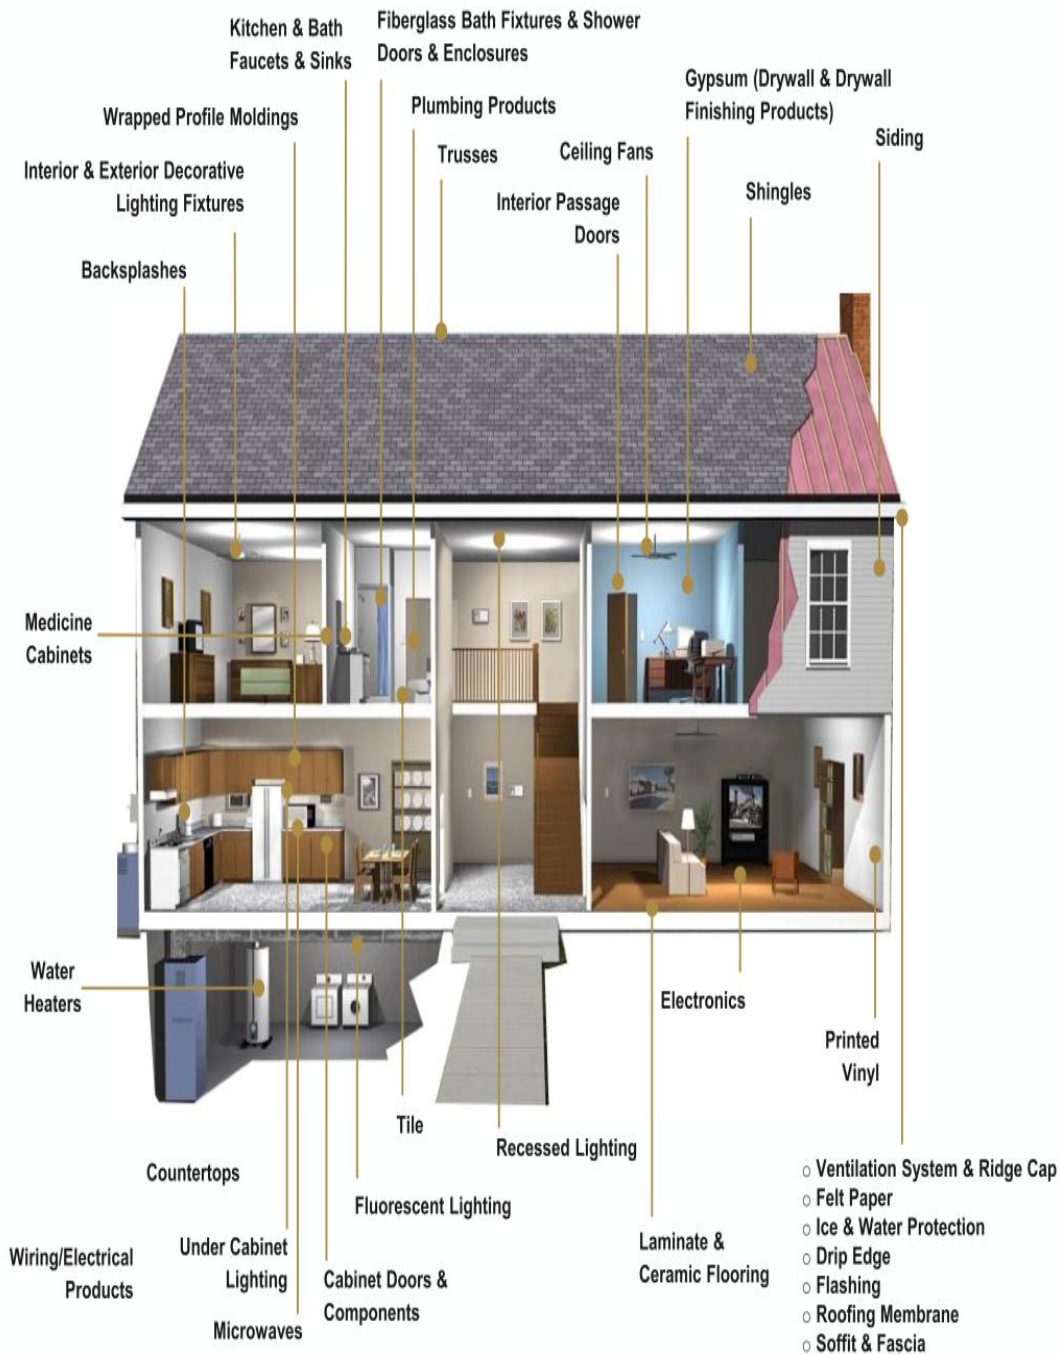 Kitchen & Bath
Faucets & Sinks
Fiberglass Bath Fixtures & Shower
Doors & Enclosures
Gypsum (Drywall & Drywall
Finishing Products)
Wrapped Profile Moldings
Plumbing Products
Trusses
Ceiling Fans
Siding
Interior & Exterior Decorative
Lighting Fixtures
Interior Passage
Doors
Shingles
Backsplashes
Medicine
Cabinets
Water
Heaters
Electronics
Printed
Vinyl
Tile
Recessed Lighting
Countertops
Fluorescent Lighting
Wiring/Electrical
Products
Under Cabinet
Lighting
Cabinet Doors &
Components
Microwaves
Laminate &
Ceramic Flooring
○ Ventilation System & Ridge Cap
○ Felt Paper
○ Ice & Water Protection
○ Drip Edge
○ Flashing
○ Roofing Membrane
○ Soffit & Fascia